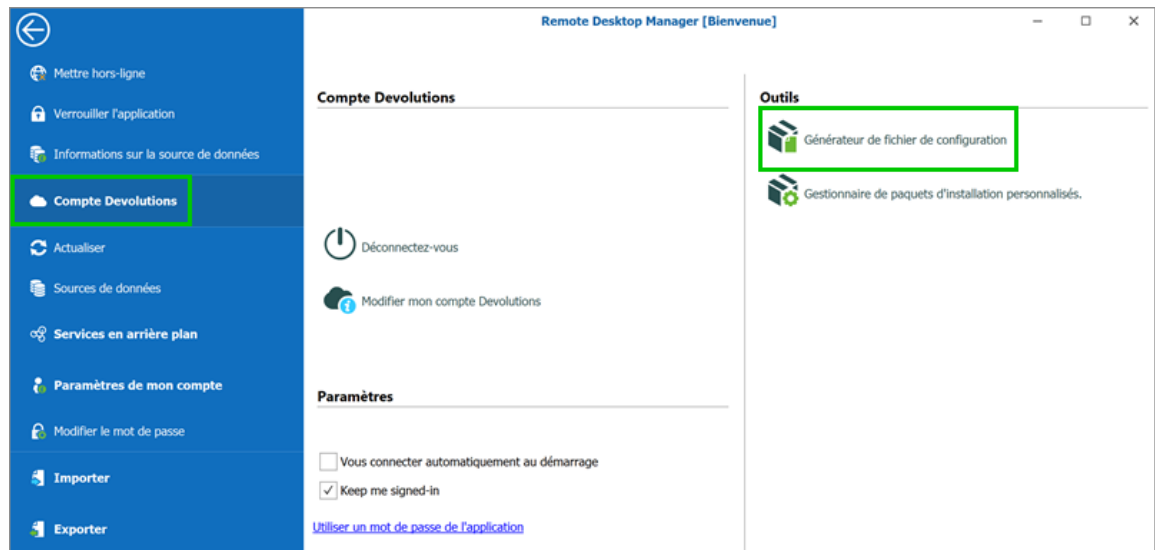 Remote Desktop Manager [Bienvenue]
Mettre hors-ligne
Verrouiller l'application
Informations sur la source de données
Compte Devolutions
Actualiser
Sources de données
Services en arrière plan
Paramètres de mon compte
Modifier le mot de passe
Importer
Exporter
Compte Devolutions
Déconnectez-vous
Modifier mon compte Devolutions
Paramètres
Vous connecter automatiquement au démarrage
Keep me signed-in
Utiliser un mot de passe de l'application
Outils
Générateur de fichier de configuration
Gestionnaire de paquets d'installation personnalisés.